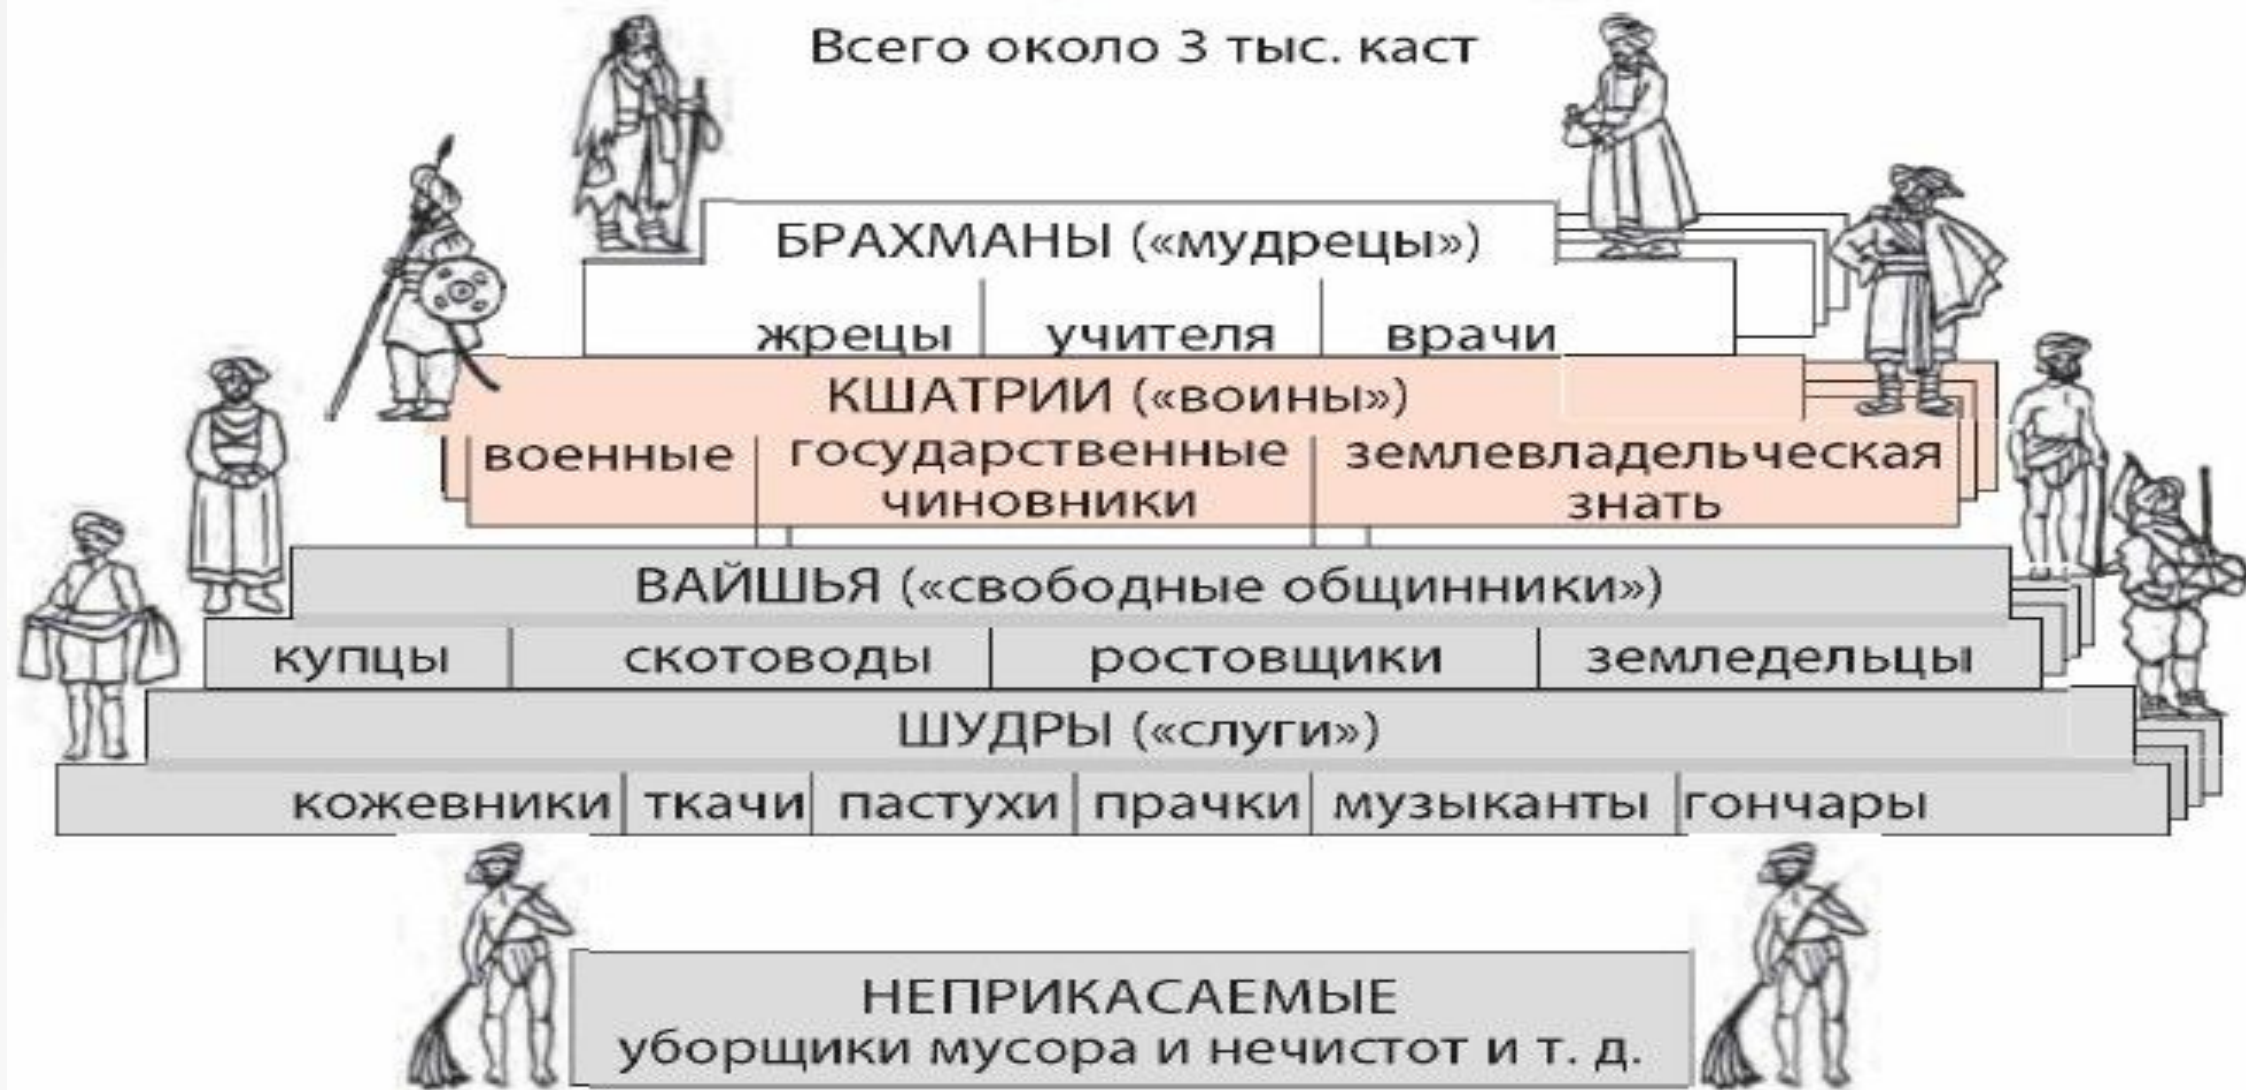 Всего около 3 тыс. каст
БРАХМАНЫ («мудрецы»)
жрецы учителя врачи
КШАТРИИ («воины»)
военные государственные чиновники землевладельческая знать
ВАЙШЬЯ («свободные общинники»)
купцы скотоводы ростовщики земледельцы
ШУДРЫ («слуги»)
кожевники ткачи пастухи прачки музыканты гончары
НЕПРИКАСАЕМЫЕ
уборщики мусора и нечистот и т. д.